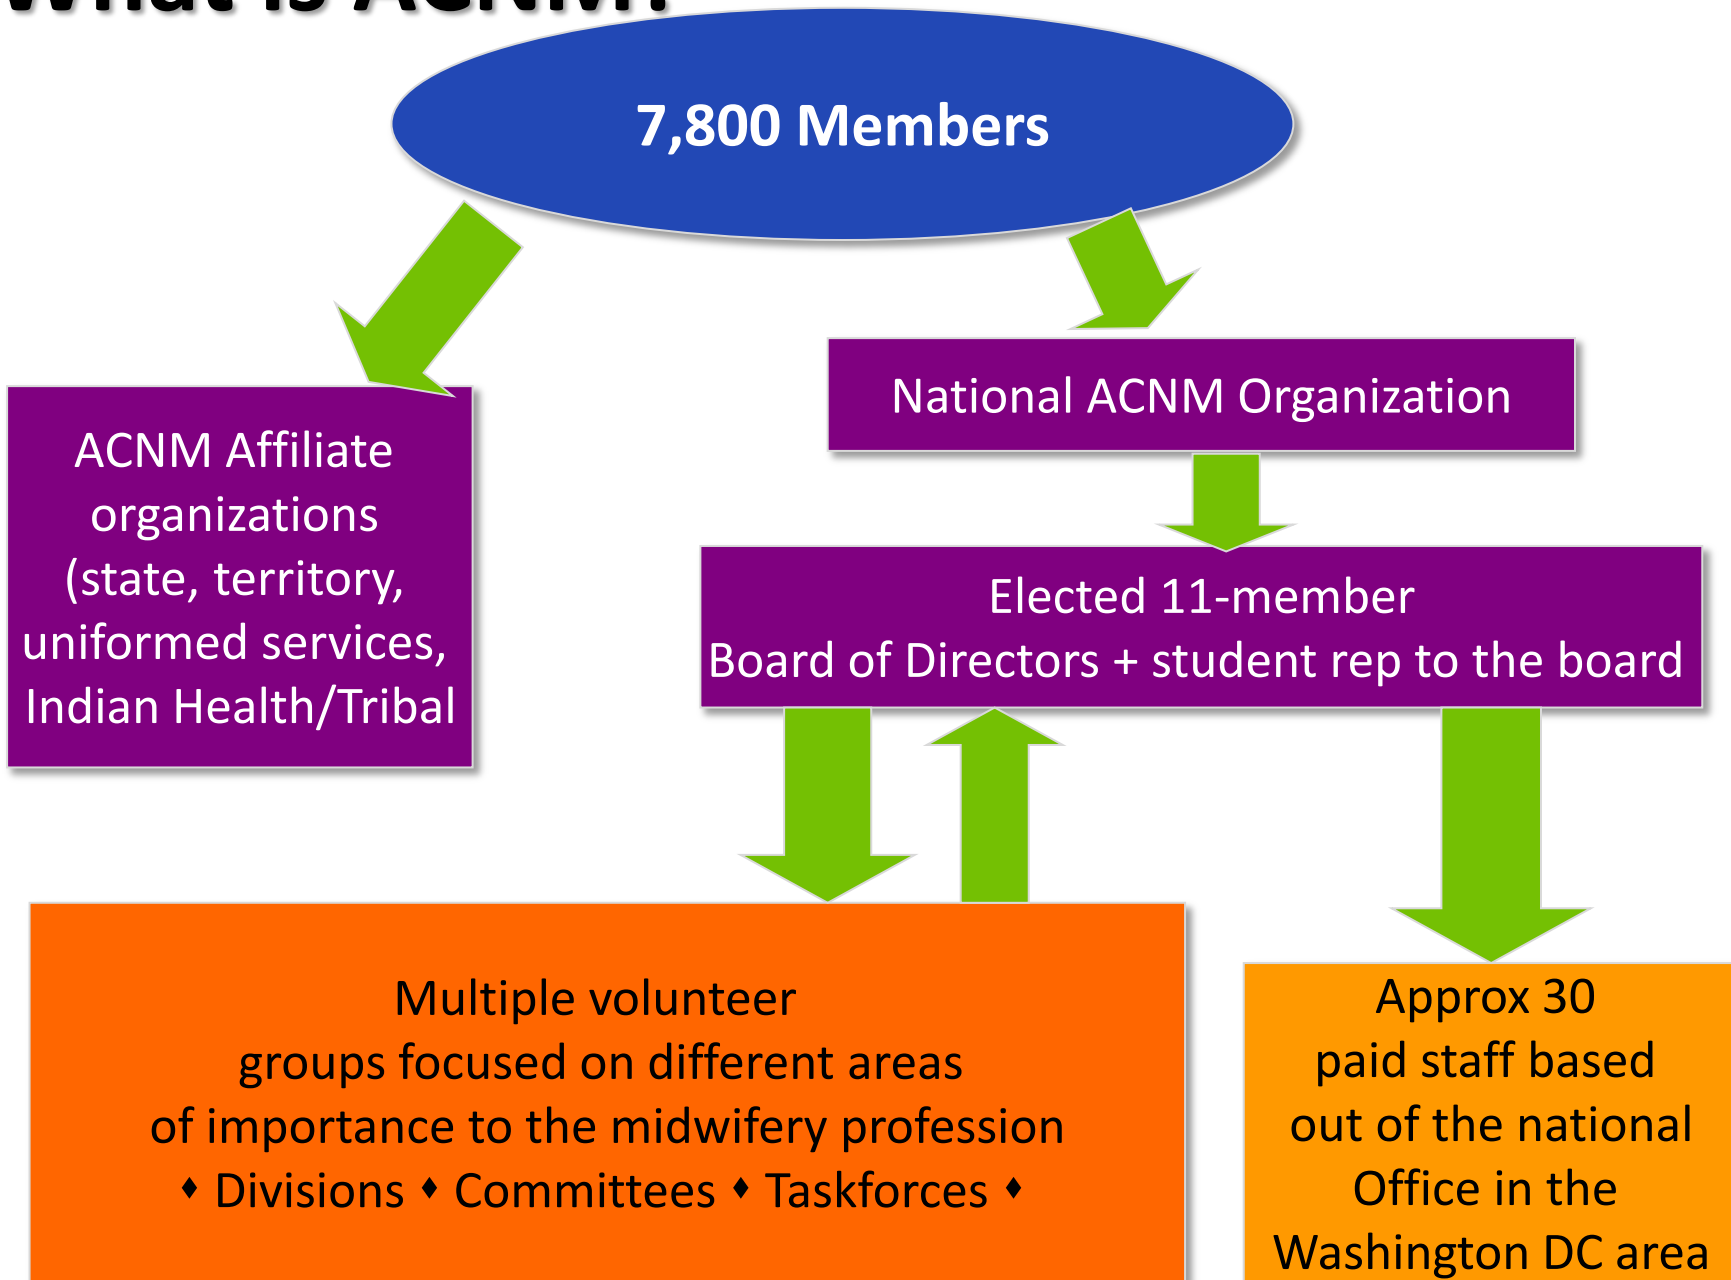 What is ACNM?
7,800 Members
National ACNM Organization
ACNM Affiliate
organizations
(state, territory,
uniformed services,
Indian Health/Tribal
Elected 11-member
Board of Directors + student rep to the board
Multiple volunteer
groups focused on different areas
of importance to the midwifery profession
⬩ Divisions ⬩ Committees ⬩ Taskforces ⬩
Approx 30
paid staff based
out of the national
Office in the
Washington DC area